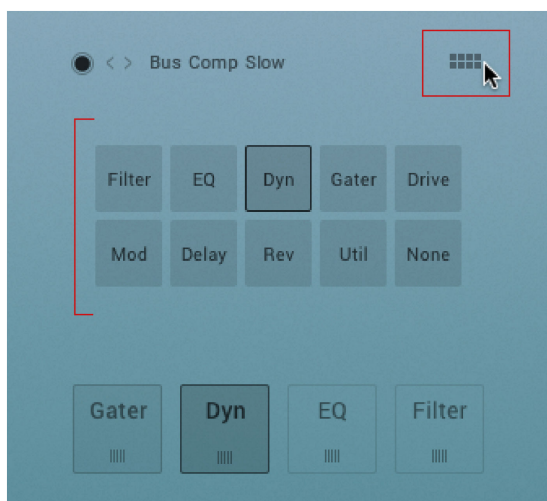 < > Bus Comp Slow
Filter EQ Dyn Gater Drive
Mod Delay Rev Util None
Gater Dyn EQ Filter